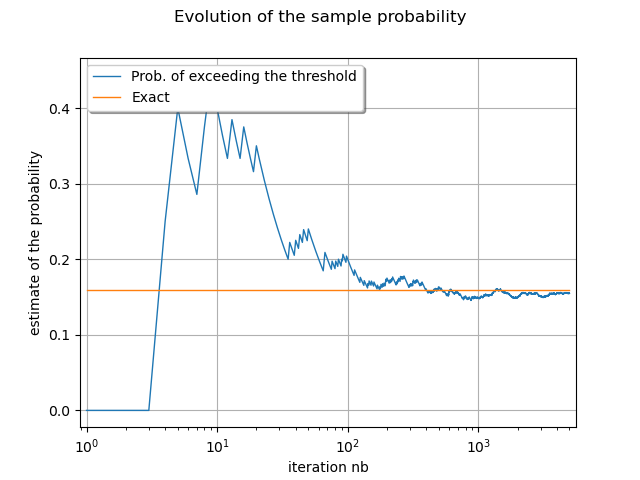 Evolution of the sample probability
Prob. of exceeding the threshold
Exact
estimate of the probability
0.4
0.3
0.2
0.1
0.0
10⁰
10¹
10²
10³
iteration nb